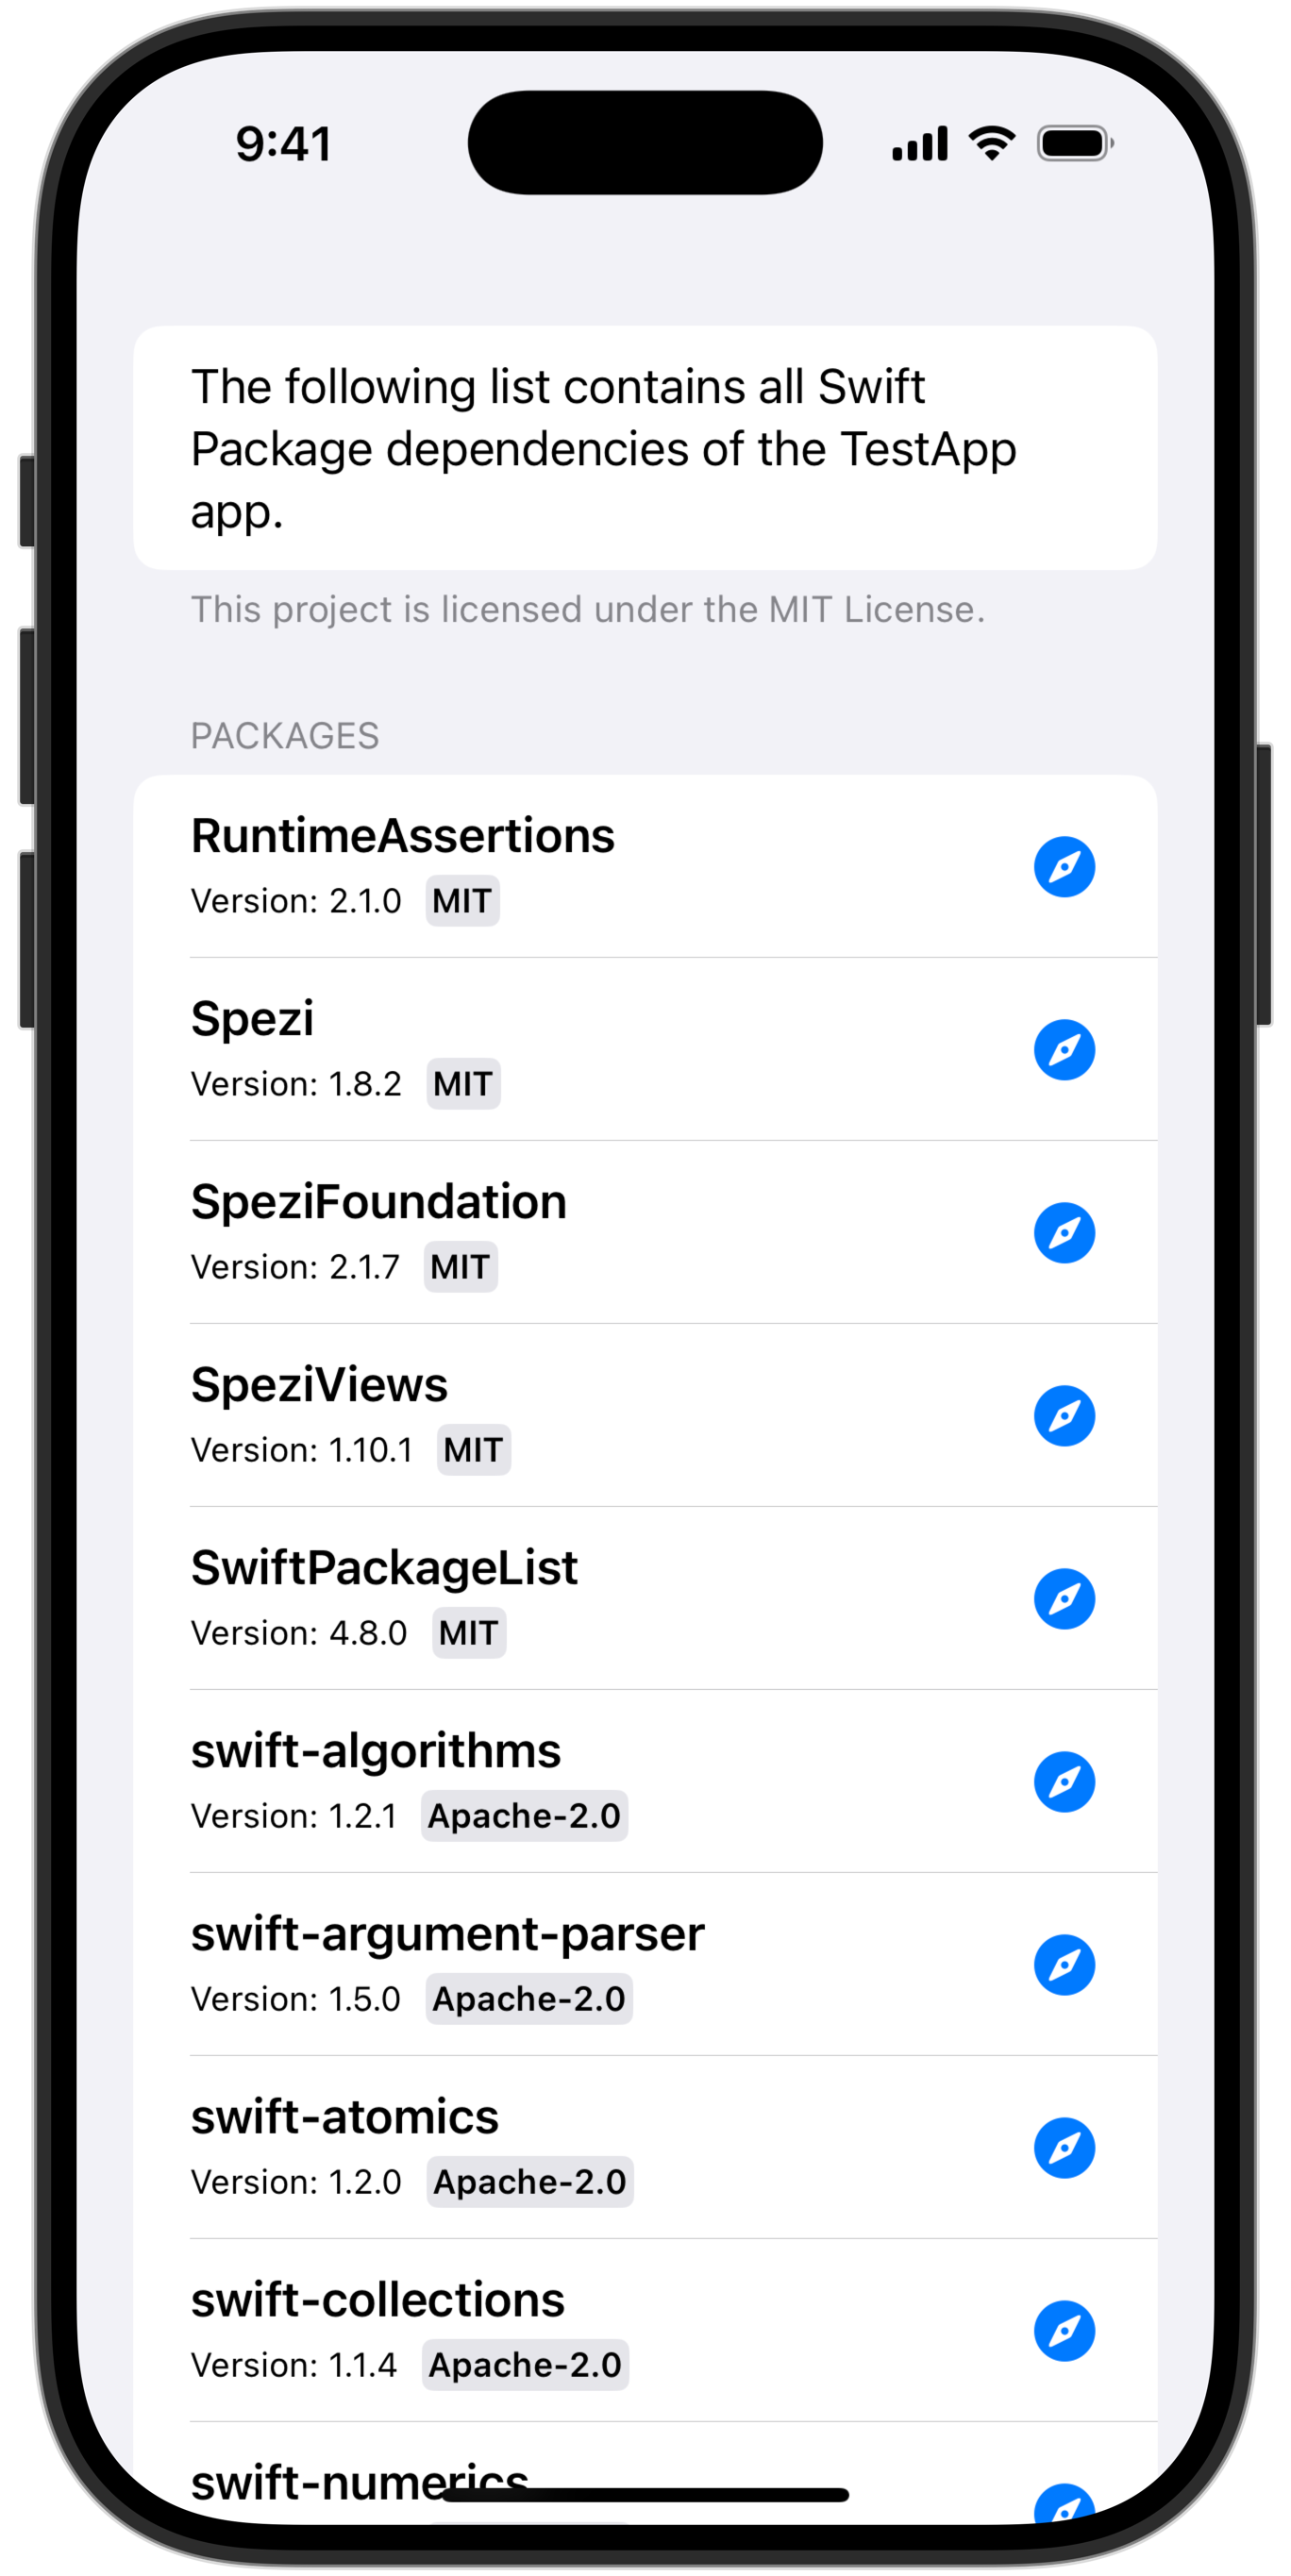 9:41
The following list contains all Swift
Package dependencies of the TestApp
app.
This project is licensed under the MIT License.
PACKAGES
RuntimeAssertions
Version: 2.1.0 MIT
Spezi
Version: 1.8.2 MIT
SpeziFoundation
Version: 2.1.7 MIT
SpeziViews
Version: 1.10.1 MIT
SwiftPackageList
Version: 4.8.0 MIT
swift-algorithms
Version: 1.2.1 Apache-2.0
swift-argument-parser
Version: 1.5.0 Apache-2.0
swift-atomics
Version: 1.2.0 Apache-2.0
swift-collections
Version: 1.1.4 Apache-2.0
swift-numerics